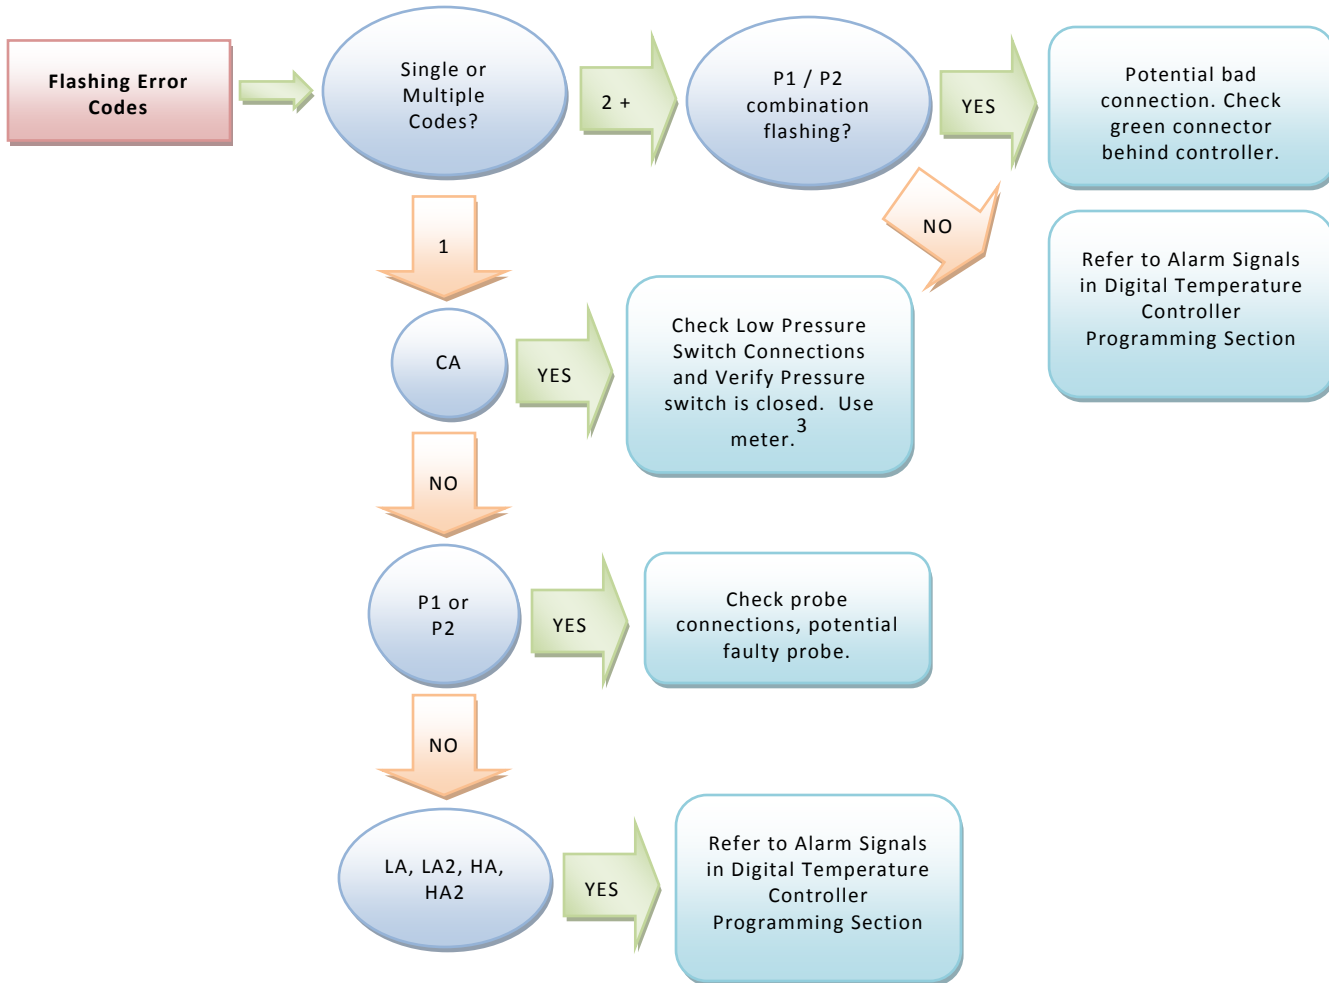 Flashing Error
Codes
Single or
Multiple
Codes?
2 +
P1 / P2
combination
flashing?
YES
Potential bad
connection. Check
green connector
behind controller.
NO
Refer to Alarm Signals
in Digital Temperature
Controller
Programming Section
1
CA
YES
Check Low Pressure
Switch Connections
and Verify Pressure
switch is closed. Use
meter.3
NO
P1 or
P2
YES
Check probe
connections, potential
faulty probe.
NO
LA, LA2, HA,
HA2
YES
Refer to Alarm Signals
in Digital Temperature
Controller
Programming Section